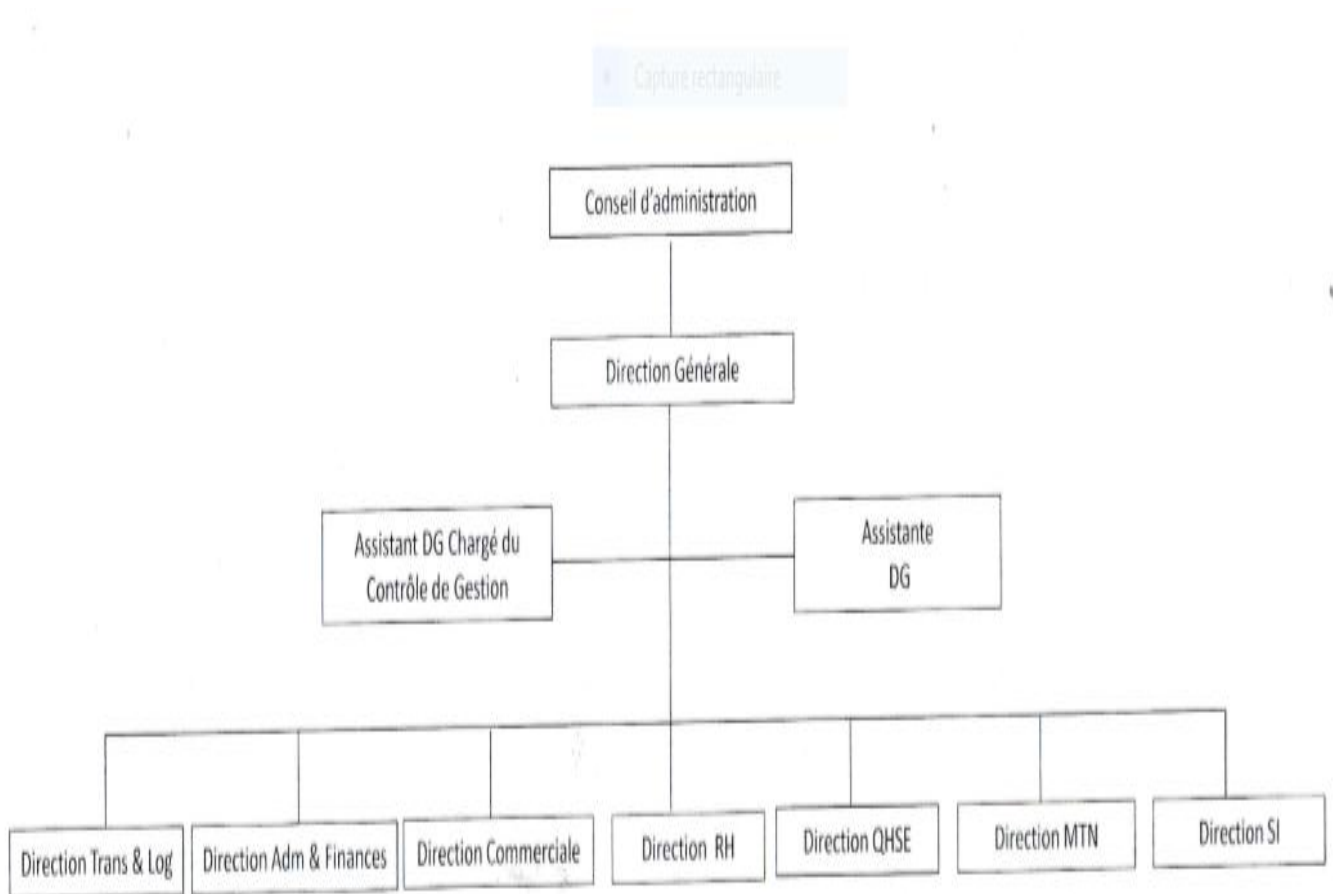 Capture rectangulaire
Conseil d'administration
Direction Générale
Assistant DG Chargé du
Contrôle de Gestion
Assistante
DG
Direction Trans & Log
Direction Adm & Finances
Direction Commerciale
Direction RH
Direction QHSE
Direction MTN
Direction SI